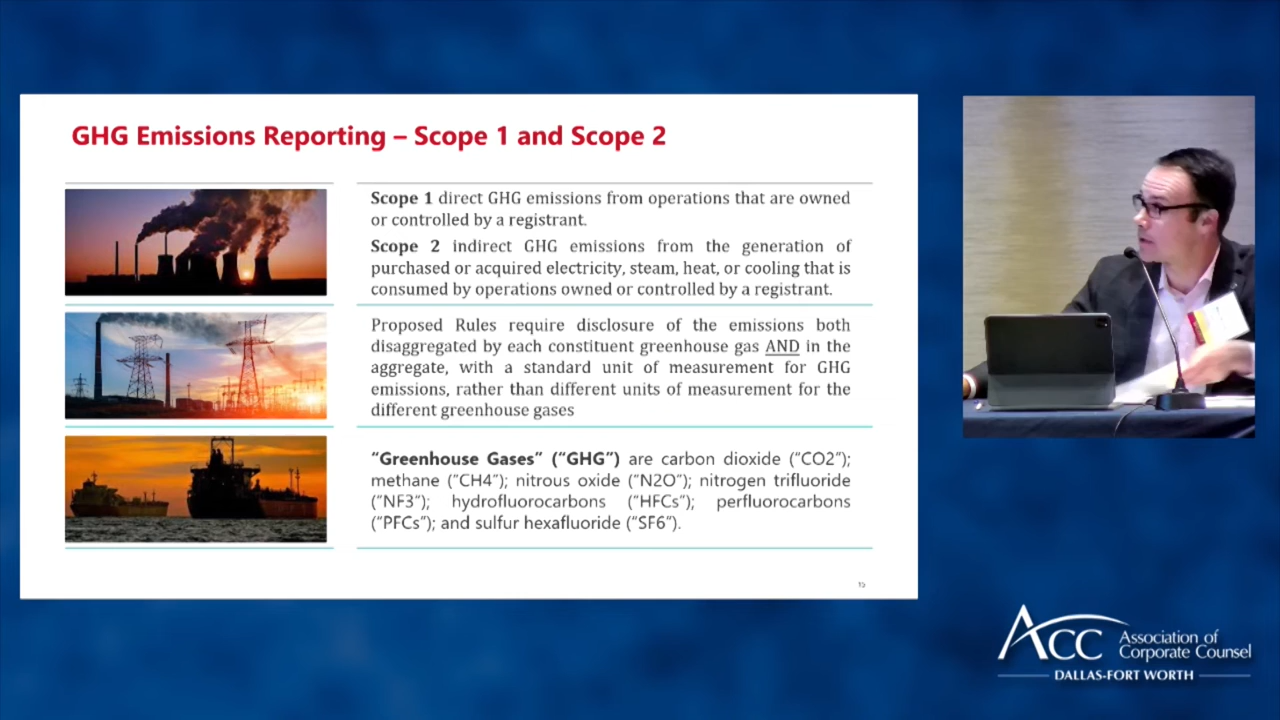 GHG Emissions Reporting – Scope 1 and Scope 2
Scope 1 direct GHG emissions from operations that are owned
or controlled by a registrant.
Scope 2 indirect GHG emissions from the generation of
purchased or acquired electricity, steam, heat, or cooling that is
consumed by operations owned or controlled by a registrant.
Proposed Rules require disclosure of the emissions both
disaggregated by each constituent greenhouse gas AND in the
aggregate, with a standard unit of measurement for GHG
emissions, rather than different units of measurement for the
different greenhouse gases
“Greenhouse Gases” (“GHG”) are carbon dioxide (“CO2”);
methane (“CH4”); nitrous oxide (“N2O”); nitrogen trifluoride
(“NF3”); hydrofluorocarbons (“HFCs”); perfluorocarbons
(“PFCs”); and sulfur hexafluoride (“SF6”).
ACC Association of
Corporate Counsel
DALLAS-FORT WORTH